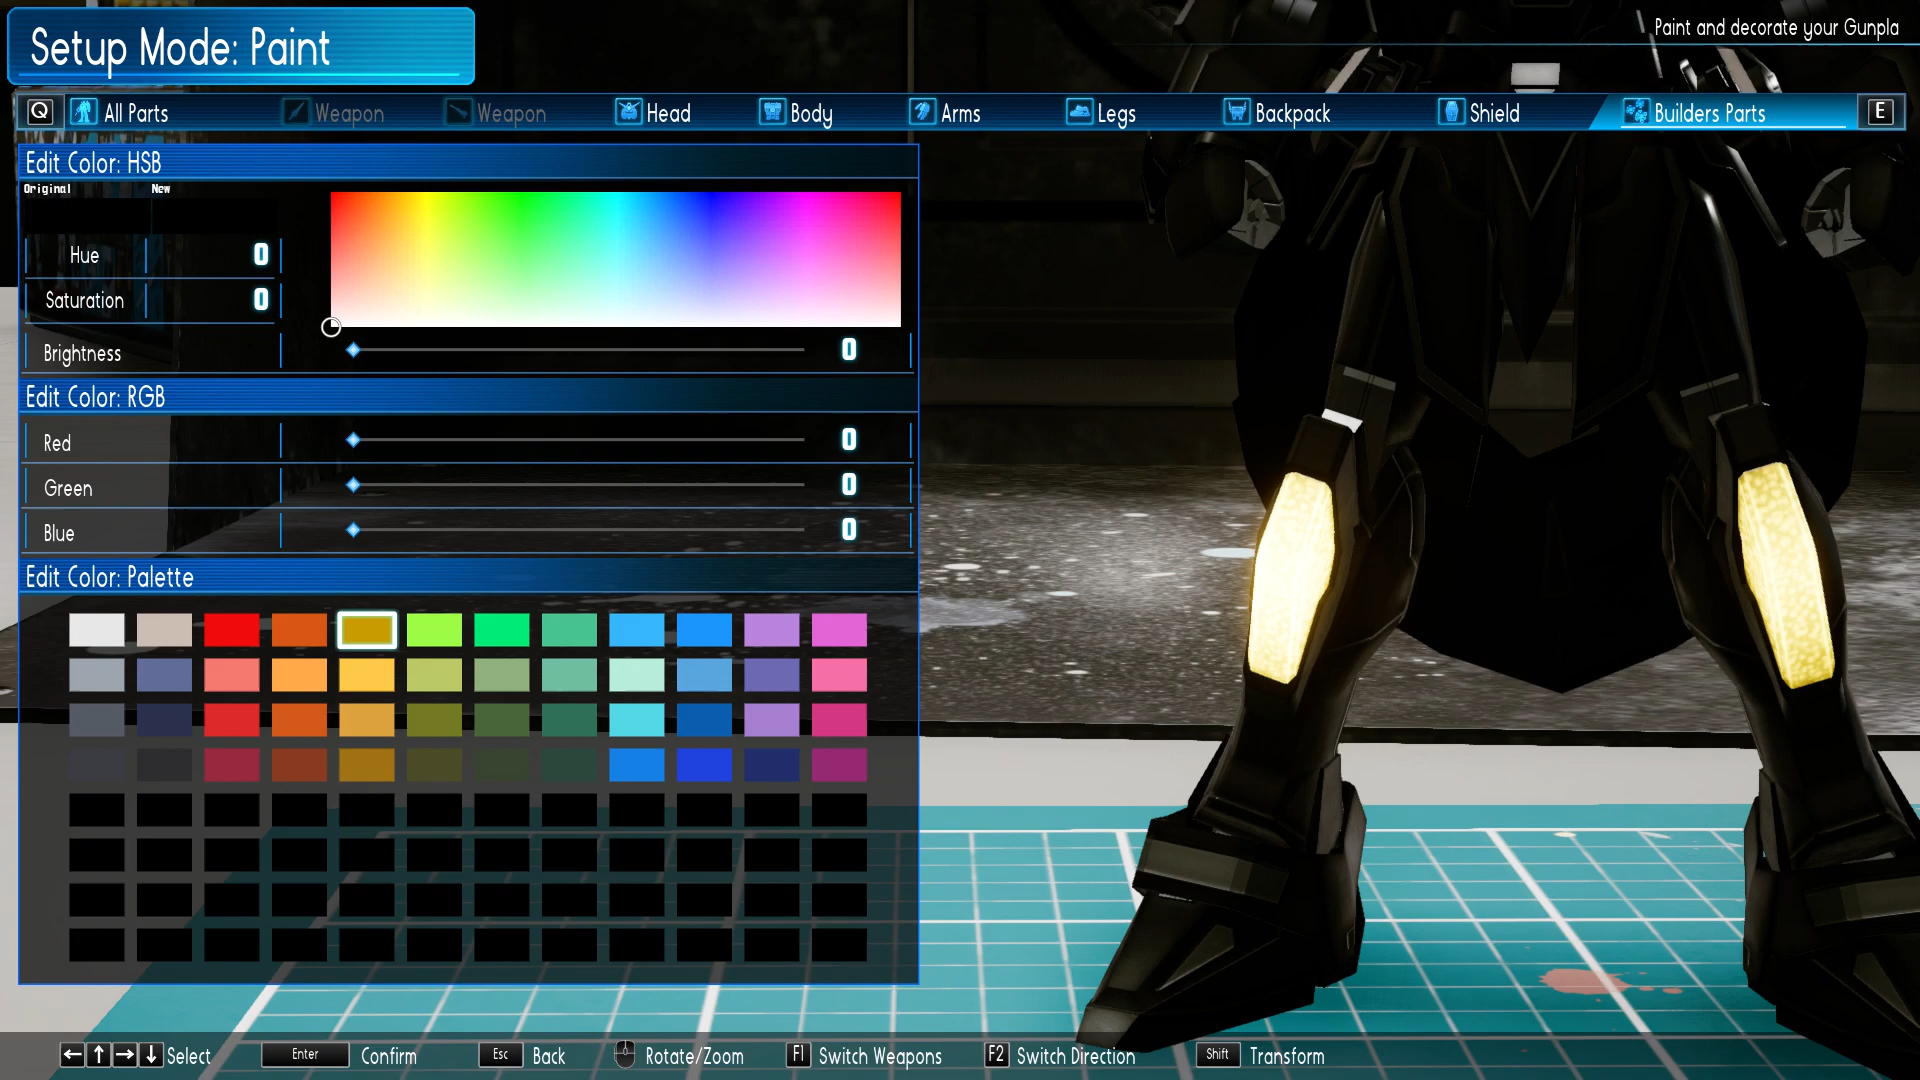 Setup Mode: Paint
Paint and decorate your Gunpla
Q All Parts Weapon Weapon Head Body Arms Legs Backpack Shield Builders Parts E
Edit Color: HSB
Original New
Hue 0
Saturation 0
Brightness 0
Edit Color: RGB
Red 0
Green 0
Blue 0
Edit Color: Palette
←↑→↓ Select Enter Confirm Esc Back Rotate/Zoom F1 Switch Weapons F2 Switch Direction Shift Transform